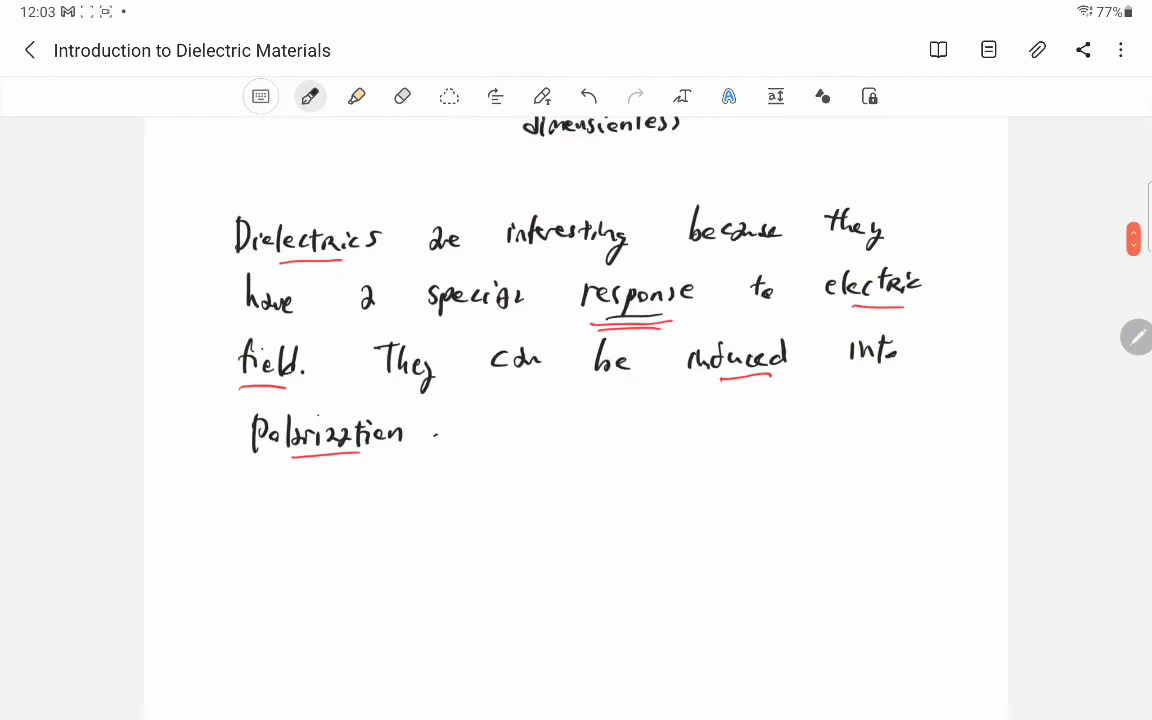 12:03
77%
Introduction to Dielectric Materials
dimensionless
Dielectrics are interesting because they
have a special response to electric
field. They can be induced into
polarization.